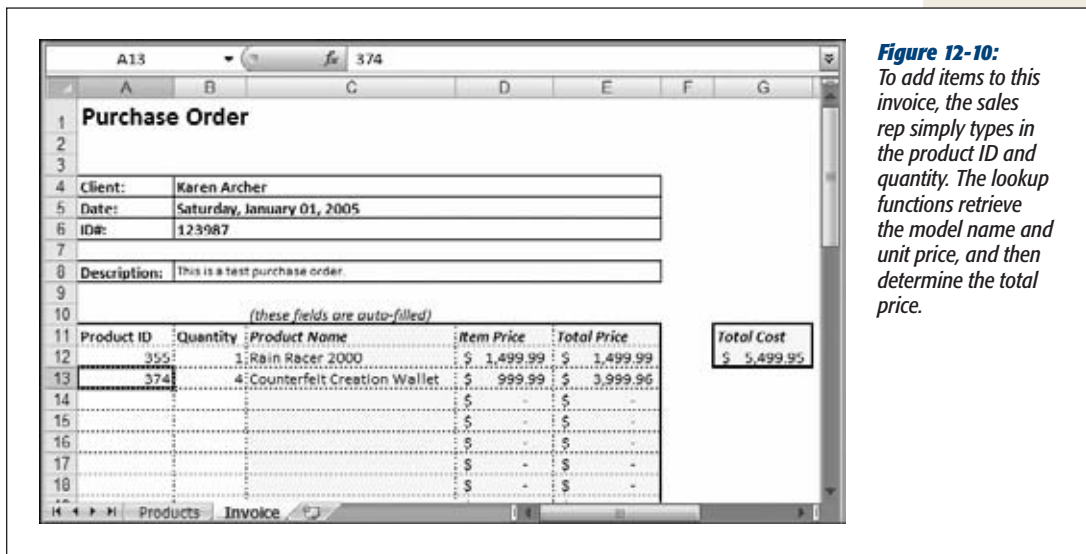 A13 fx 374
A B C D E F G
1 Purchase Order
2
3
4 Client: Karen Archer
5 Date: Saturday, January 01, 2005
6 ID#: 123987
7
8 Description: This is a test purchase order.
9
10 (these fields are auto-filled)
11 Product ID Quantity Product Name Item Price Total Price Total Cost
12 355 1 Rain Racer 2000 $ 1,499.99 $ 1,499.99 $ 5,499.95
13 374 4 Counterfeit Creation Wallet $ 999.99 $ 3,999.96
14 $ - $ -
15 $ - $ -
16 $ - $ -
17 $ - $ -
18 $ - $ -
Products Invoice
Figure 12-10:
To add items to this
invoice, the sales
rep simply types in
the product ID and
quantity. The lookup
functions retrieve
the model name and
unit price, and then
determine the total
price.